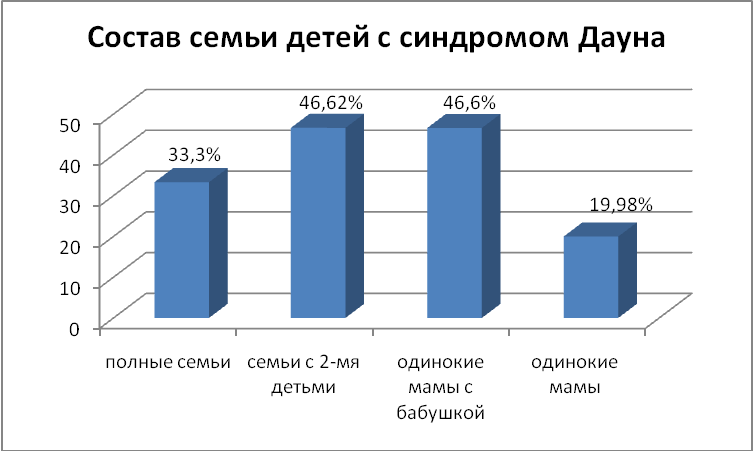 Состав семьи детей с синдромом Дауна
46,62%
46,6%
33,3%
19,98%
50
40
30
20
10
0
полные семьи
семьи с 2-мя
детьми
одинокие
мамы с
бабушкой
одинокие
мамы